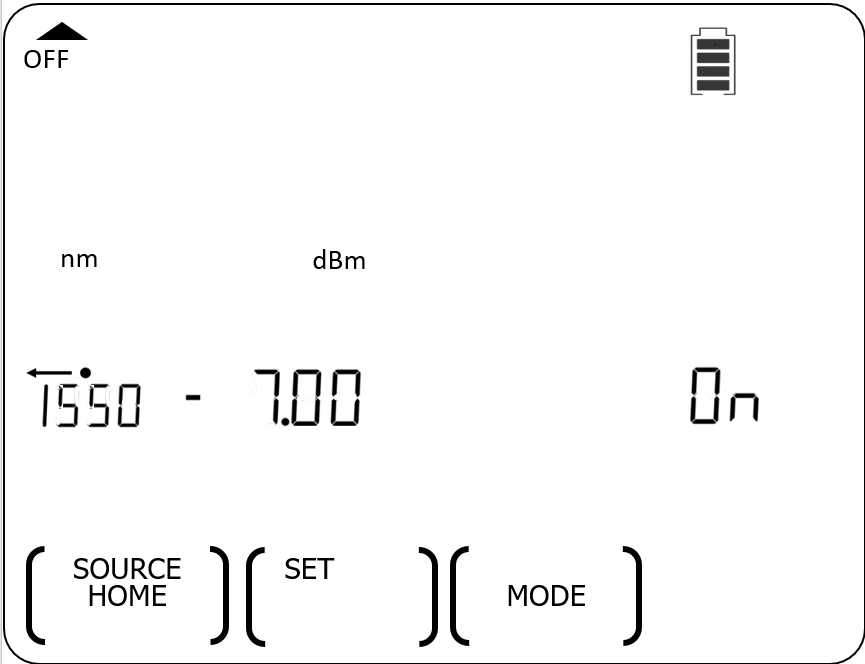 OFF
nm dBm
1550 - 7.00 On
SOURCE
HOME
SET
MODE